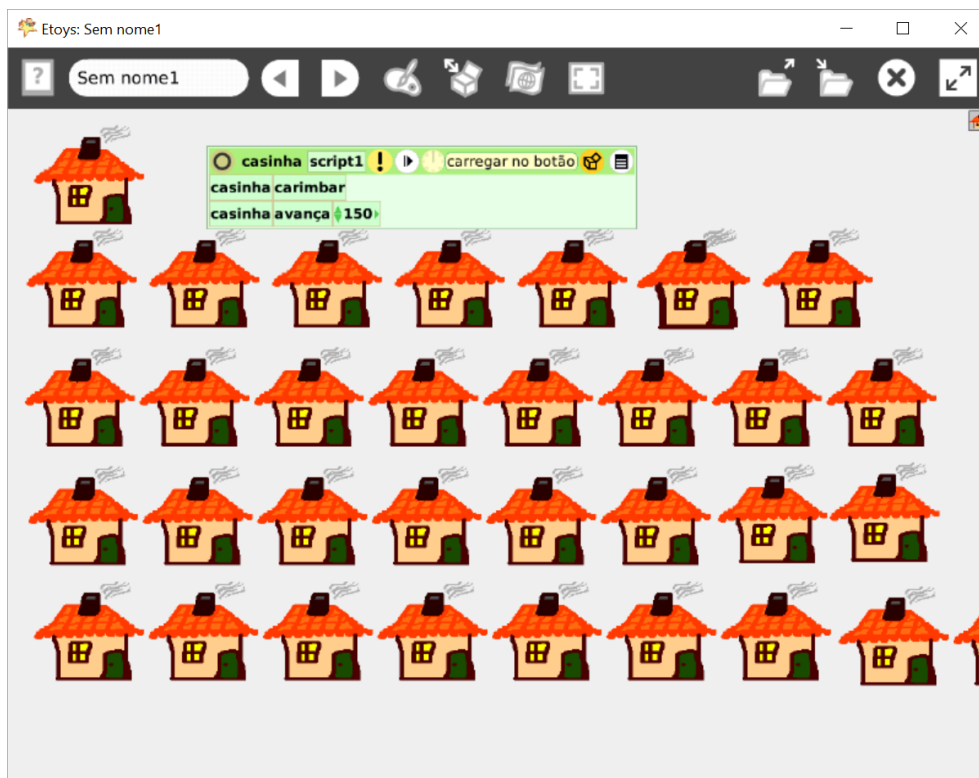 Etoys: Sem nome1
? Sem nome1
casinha script1 ! carregar no botão
casinha carimbar
casinha avança 150